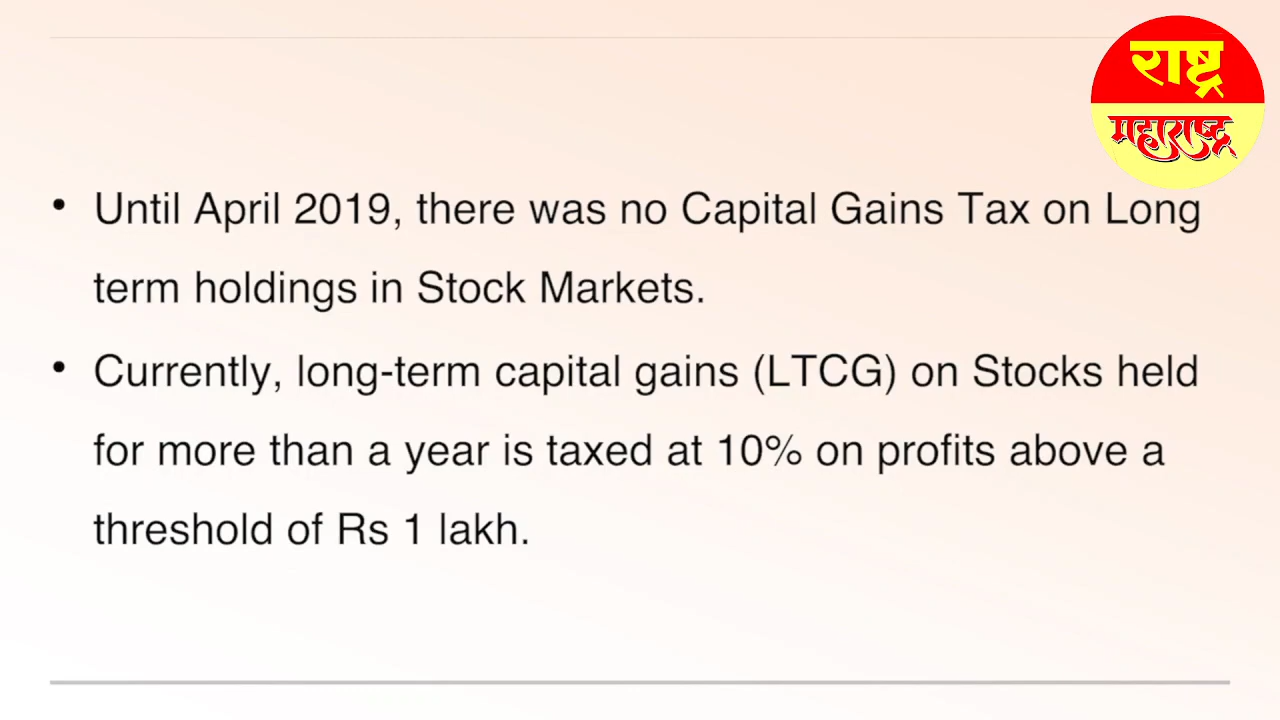 राष्ट्र
महाराष्ट्र
• Until April 2019, there was no Capital Gains Tax on Long
term holdings in Stock Markets.
• Currently, long-term capital gains (LTCG) on Stocks held
for more than a year is taxed at 10% on profits above a
threshold of Rs 1 lakh.